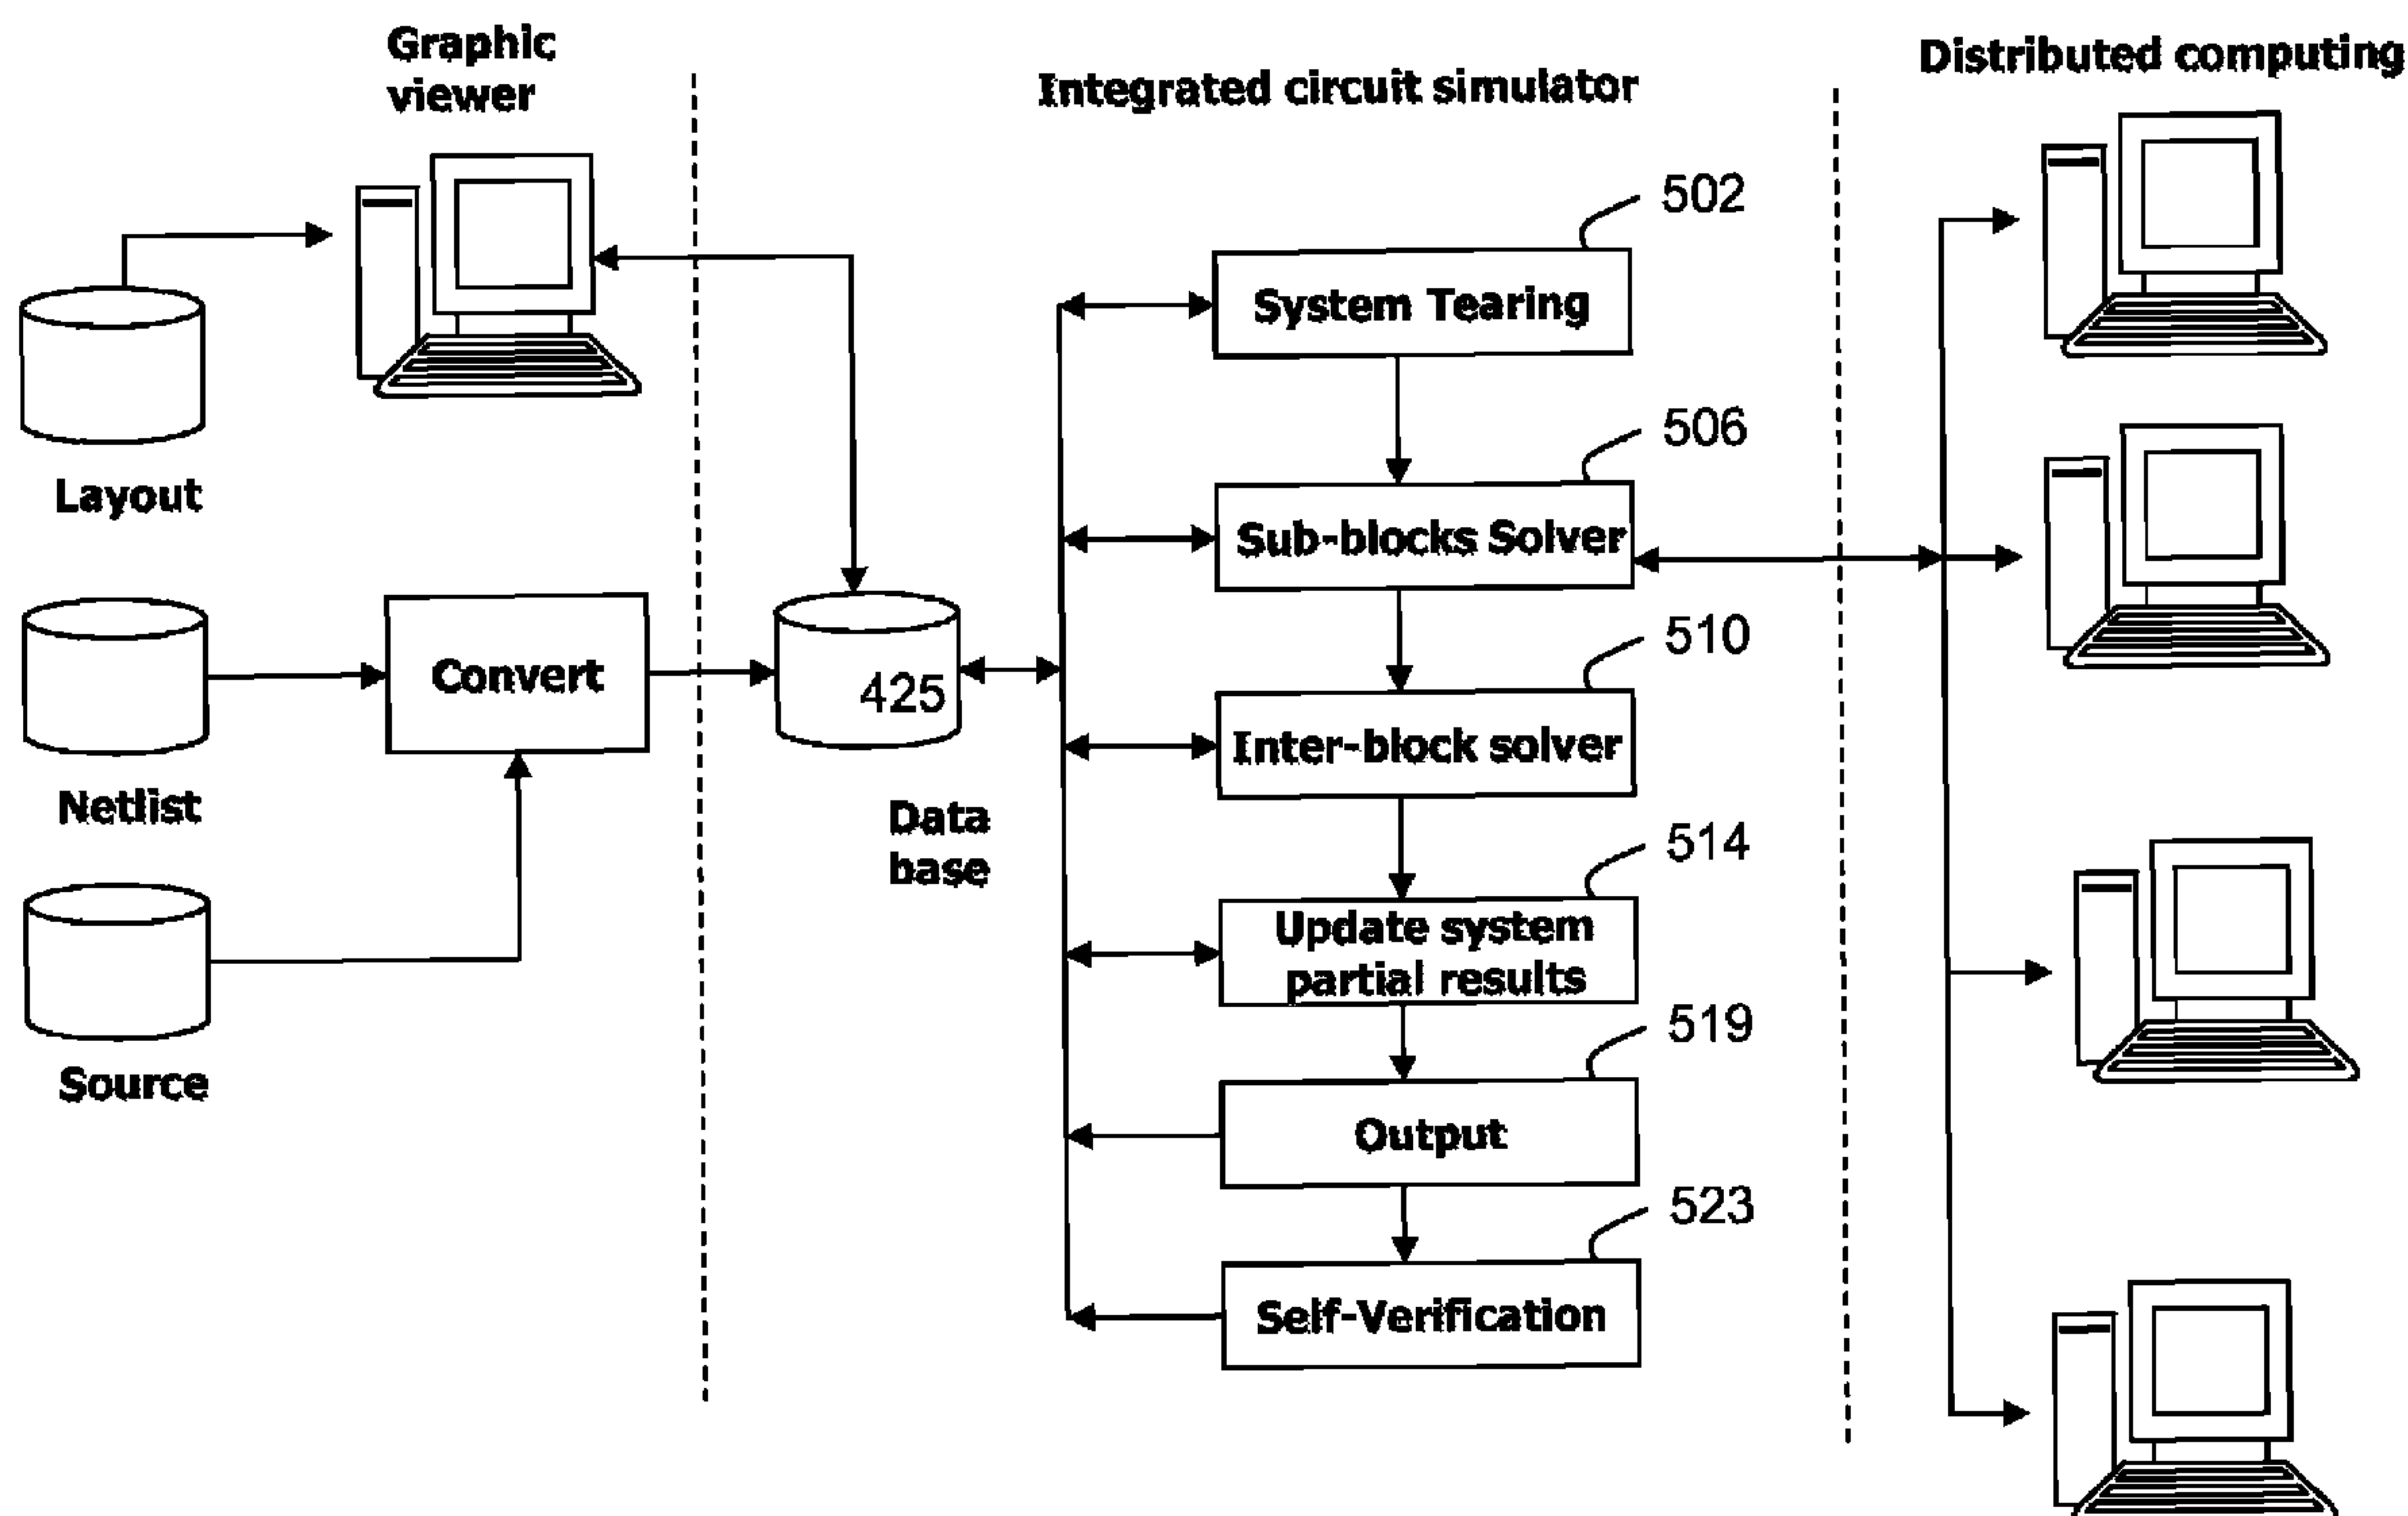 Graphic
viewer
Integrated circuit simulator
Distributed computing
502
System Tearing
Layout
506
Sub-blocks Solver
510
Convert
425
Inter-block solver
Netlist
Data
base
514
Update system
partial results
519
Source
Output
523
Self-Verification